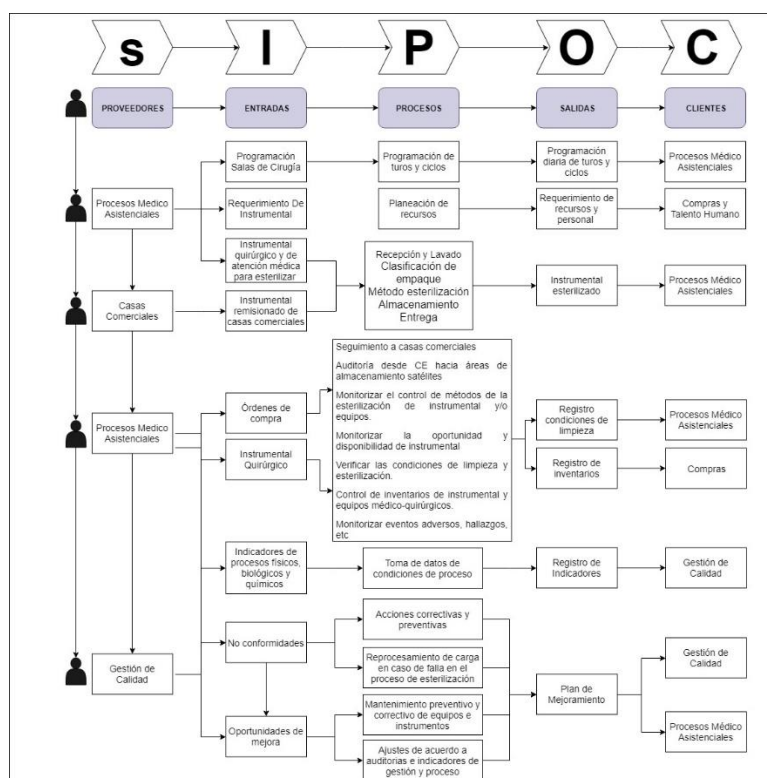 s I P O C
PROVEEDORES ENTRADAS PROCESOS SALIDAS CLIENTES
Programación
Salas de Cirugía
Programación de
turos y ciclos
Programación
diaria de turos y
ciclos
Procesos Médico
Asistenciales
Procesos Medico
Asistenciales
Requerimiento De
Instrumental
Planeación de
recursos
Requerimiento de
recursos y
personal
Compras y
Talento Humano
Instrumental
quirúrgico y de
atención médica
para esterilizar
Recepción y Lavado
Clasificación de
empaque
Método esterilización
Almacenamiento
Entrega
Instrumental
esterilizado
Procesos Médico
Asistenciales
Casas
Comerciales
Instrumental
remisionado de
casas comerciales
Seguimiento a casas comerciales
Auditoría desde CE hacia áreas de
almacenamiento satélites
Monitorizar el control de métodos de la
esterilización de instrumental y/o
equipos.
Monitorizar la oportunidad y
disponibilidad de instrumental
Verificar las condiciones de limpieza y
esterilización.
Control de inventarios de instrumental y
equipos médico-quirúrgicos.
Monitorizar eventos adversos, hallazgos,
etc
Procesos Medico
Asistenciales
Órdenes de
compra
Registro
condiciones de
limpieza
Procesos Médico
Asistenciales
Instrumental
Quirúrgico
Registro de
inventarios
Compras
Indicadores de
procesos físicos,
biológicos y
químicos
Toma de datos de
condiciones de proceso
Registro de
Indicadores
Gestión de
Calidad
Acciones correctivas y
preventivas
No conformidades
Reprocesamiento de carga
en caso de falla en el
proceso de esterilización
Gestión de
Calidad
Gestión de
Calidad
Plan de
Mejoramiento
Oportunidades de
mejora
Mantenimiento preventivo y
correctivo de equipos e
instrumentos
Procesos Médico
Asistenciales
Ajustes de acuerdo a
auditorias e indicadores de
gestión y proceso